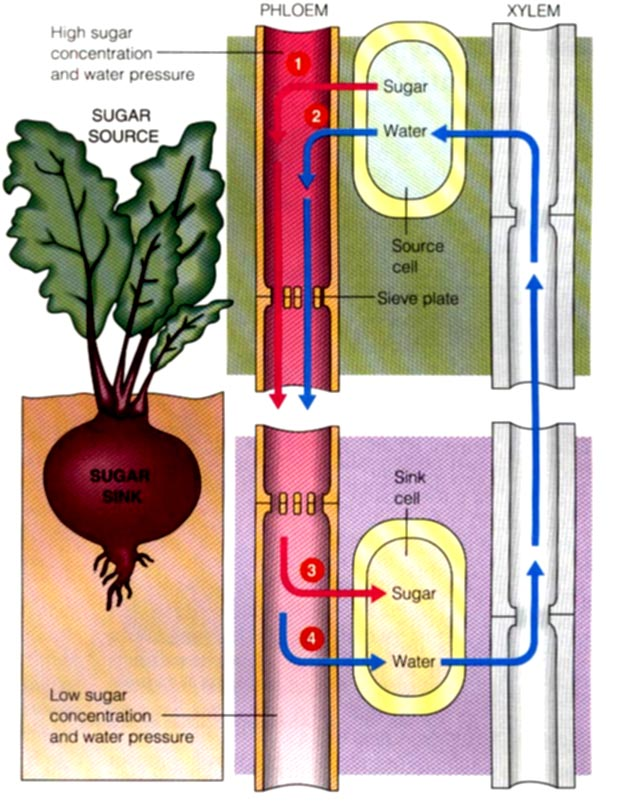 PHLOEM
XYLEM
High sugar
concentration
and water pressure
1
Sugar
SUGAR
SOURCE
2
Water
Source
cell
Sieve plate
SUGAR
SINK
Sink
cell
3
Sugar
4
Water
Low sugar
concentration
and water pressure